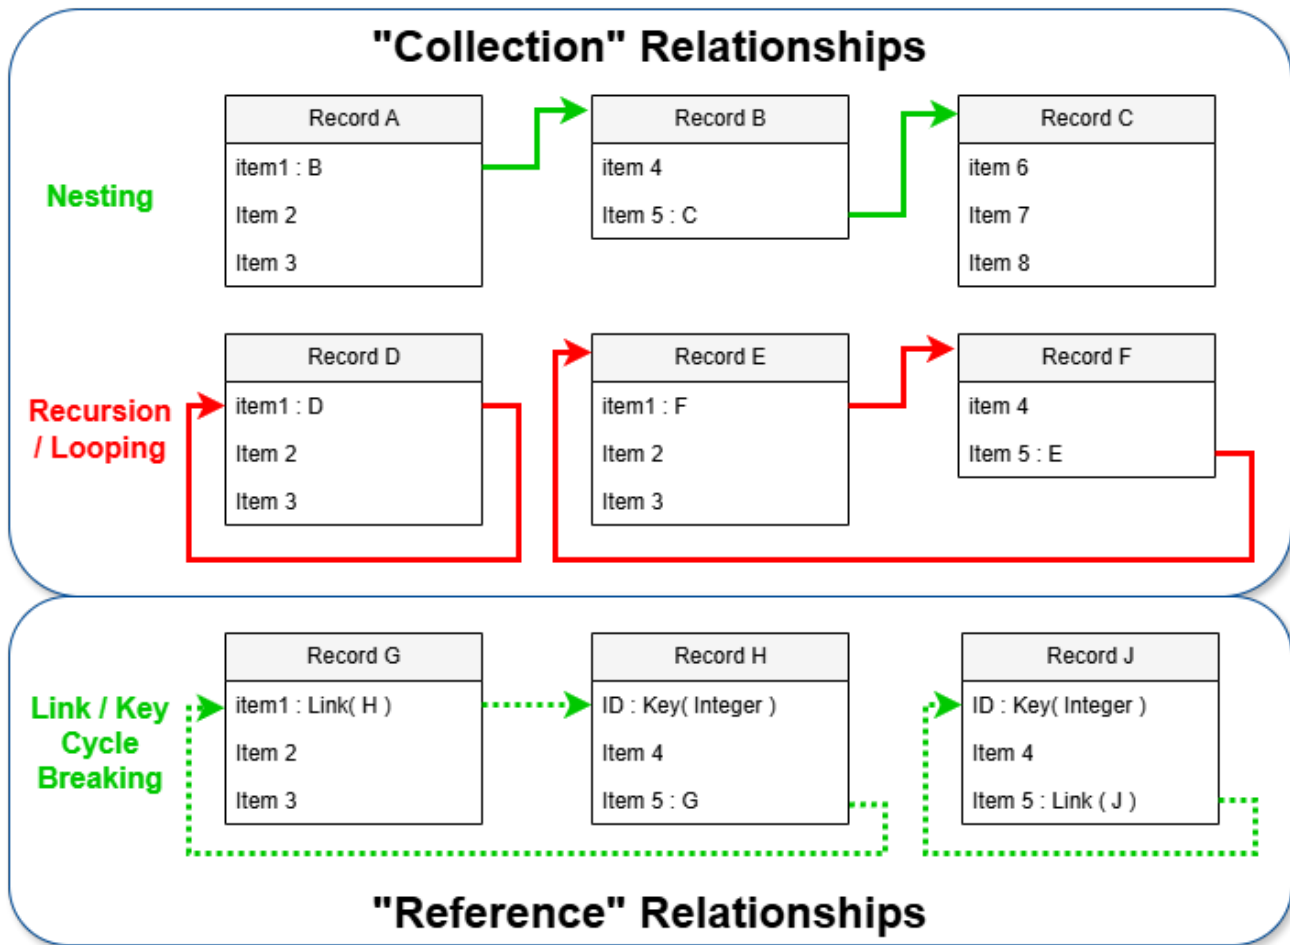 "Collection" Relationships
Nesting
Record A
item1 : B
Item 2
Item 3
Record B
item 4
Item 5 : C
Record C
item 6
Item 7
Item 8
Recursion
/ Looping
Record D
item1 : D
Item 2
Item 3
Record E
item1 : F
Item 2
Item 3
Record F
item 4
Item 5 : E
Link / Key
Cycle
Breaking
Record G
item1 : Link( H )
Item 2
Item 3
Record H
ID : Key( Integer )
Item 4
Item 5 : G
Record J
ID : Key( Integer )
Item 4
Item 5 : Link ( J )
"Reference" Relationships